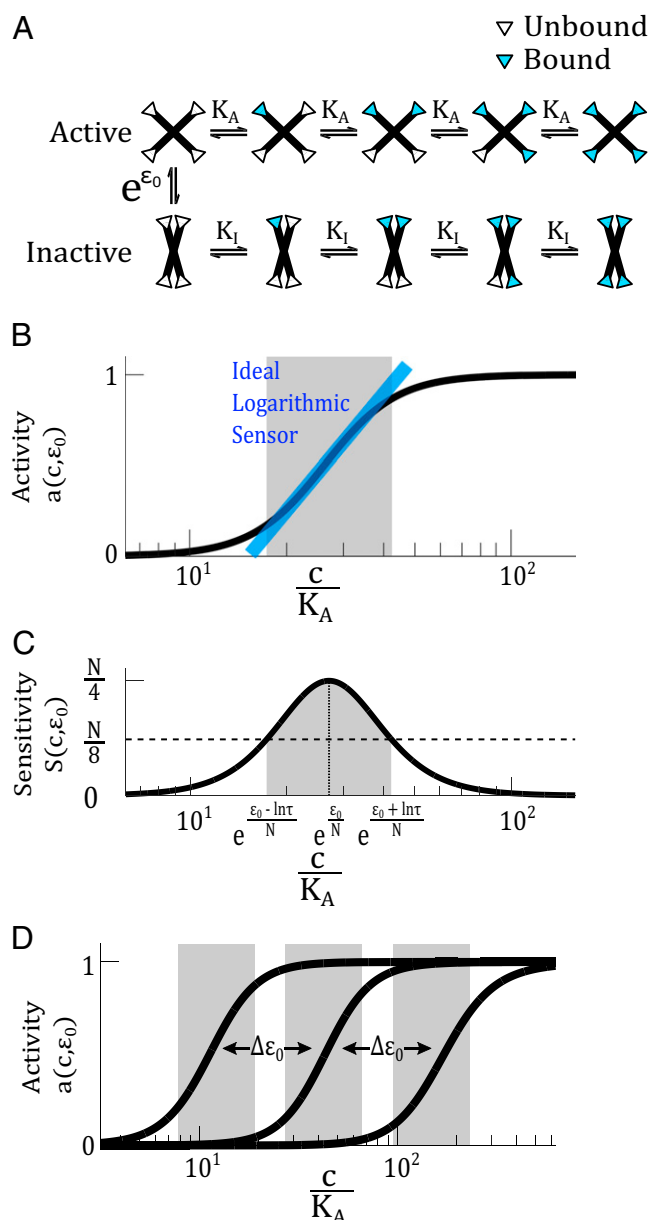 A
Unbound
Bound
Active K_A K_A K_A K_A
e^ε₀
Inactive K_I K_I K_I K_I
B
Ideal
Logarithmic
Sensor
Activity
a(c,ε₀)
1
0
10¹ 10²
c
K_A
C
Sensitivity
S(c,ε₀)
N/4
N/8
0
10¹ 10²
e^((ε₀ - lnτ)/N) e^(ε₀/N) e^((ε₀ + lnτ)/N)
c
K_A
D
Activity
a(c,ε₀)
1
Δε₀ Δε₀
0
10¹ 10²
c
K_A